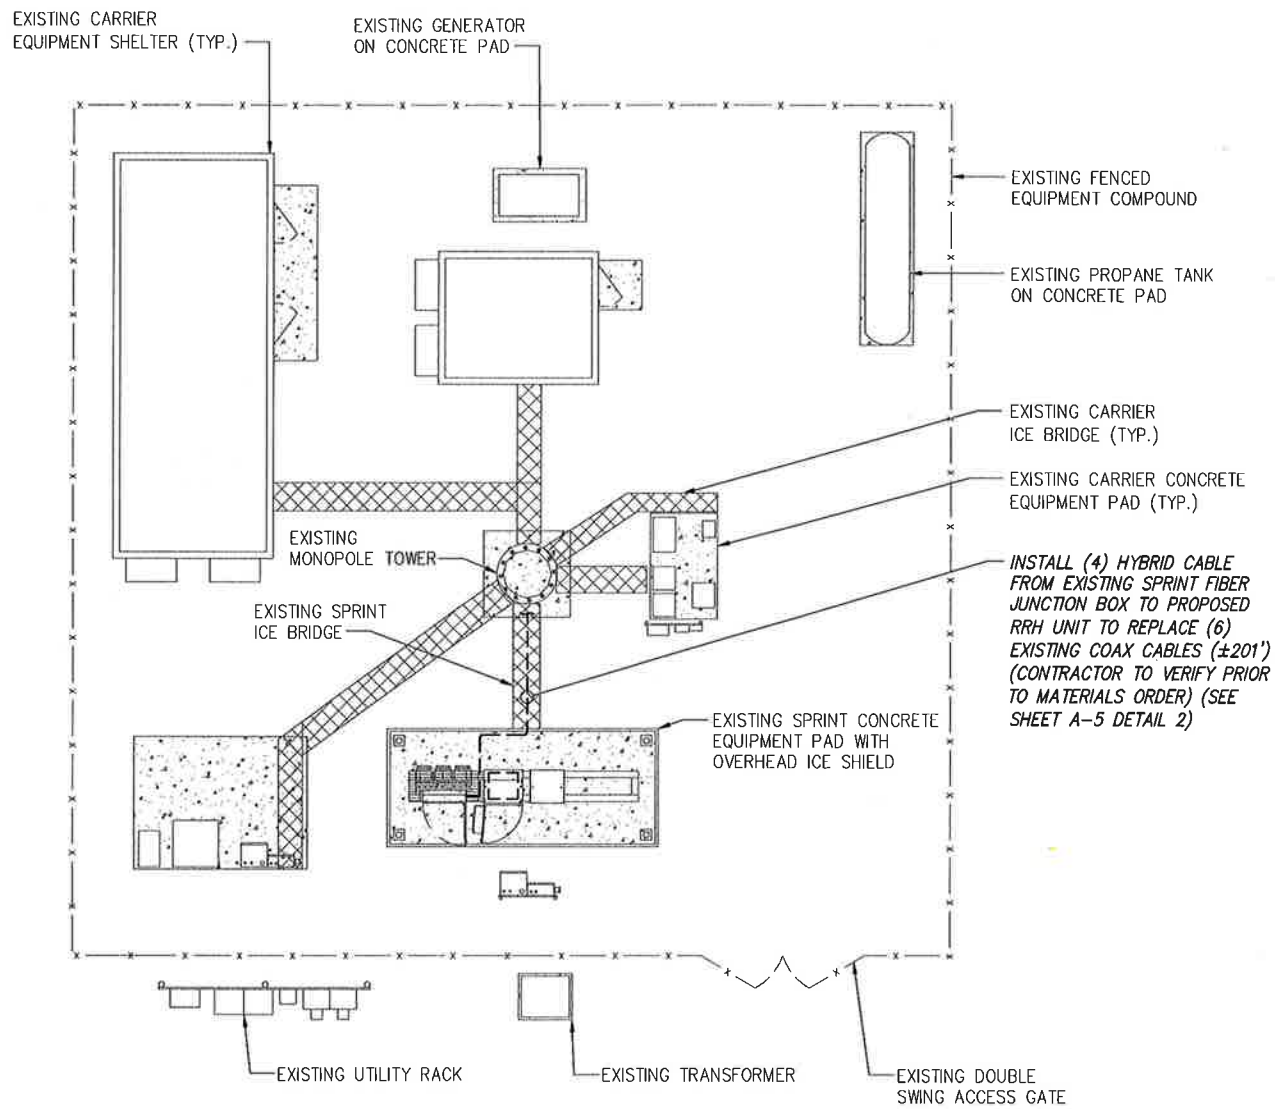 EXISTING CARRIER
EQUIPMENT SHELTER (TYP.)
EXISTING GENERATOR
ON CONCRETE PAD
EXISTING FENCED
EQUIPMENT COMPOUND
EXISTING PROPANE TANK
ON CONCRETE PAD
EXISTING CARRIER
ICE BRIDGE (TYP.)
EXISTING CARRIER CONCRETE
EQUIPMENT PAD (TYP.)
EXISTING
MONOPOLE TOWER
INSTALL (4) HYBRID CABLE
FROM EXISTING SPRINT FIBER
JUNCTION BOX TO PROPOSED
RRH UNIT TO REPLACE (6)
EXISTING COAX CABLES (±201')
(CONTRACTOR TO VERIFY PRIOR
TO MATERIALS ORDER) (SEE
SHEET A-5 DETAIL 2)
EXISTING SPRINT
ICE BRIDGE
EXISTING SPRINT CONCRETE
EQUIPMENT PAD WITH
OVERHEAD ICE SHIELD
EXISTING UTILITY RACK
EXISTING TRANSFORMER
EXISTING DOUBLE
SWING ACCESS GATE